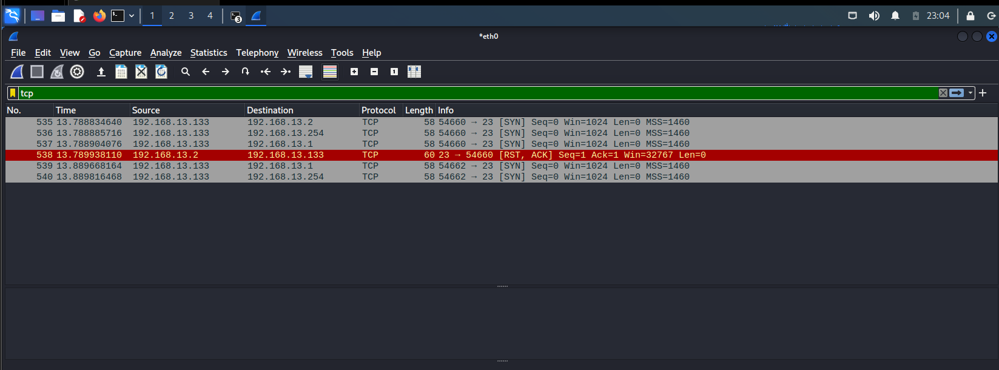 1 2 3 4 3 23:04
*eth0
File Edit View Go Capture Analyze Statistics Telephony Wireless Tools Help
1
tcp
No. Time Source Destination Protocol Length Info
535 13.788834640 192.168.13.133 192.168.13.2 TCP 58 54660 → 23 [SYN] Seq=0 Win=1024 Len=0 MSS=1460
536 13.788885716 192.168.13.133 192.168.13.254 TCP 58 54660 → 23 [SYN] Seq=0 Win=1024 Len=0 MSS=1460
537 13.788904076 192.168.13.133 192.168.13.1 TCP 58 54660 → 23 [SYN] Seq=0 Win=1024 Len=0 MSS=1460
538 13.789938110 192.168.13.2 192.168.13.133 TCP 60 23 → 54660 [RST, ACK] Seq=1 Ack=1 Win=32767 Len=0
539 13.889668164 192.168.13.133 192.168.13.1 TCP 58 54662 → 23 [SYN] Seq=0 Win=1024 Len=0 MSS=1460
540 13.889816468 192.168.13.133 192.168.13.254 TCP 58 54662 → 23 [SYN] Seq=0 Win=1024 Len=0 MSS=1460